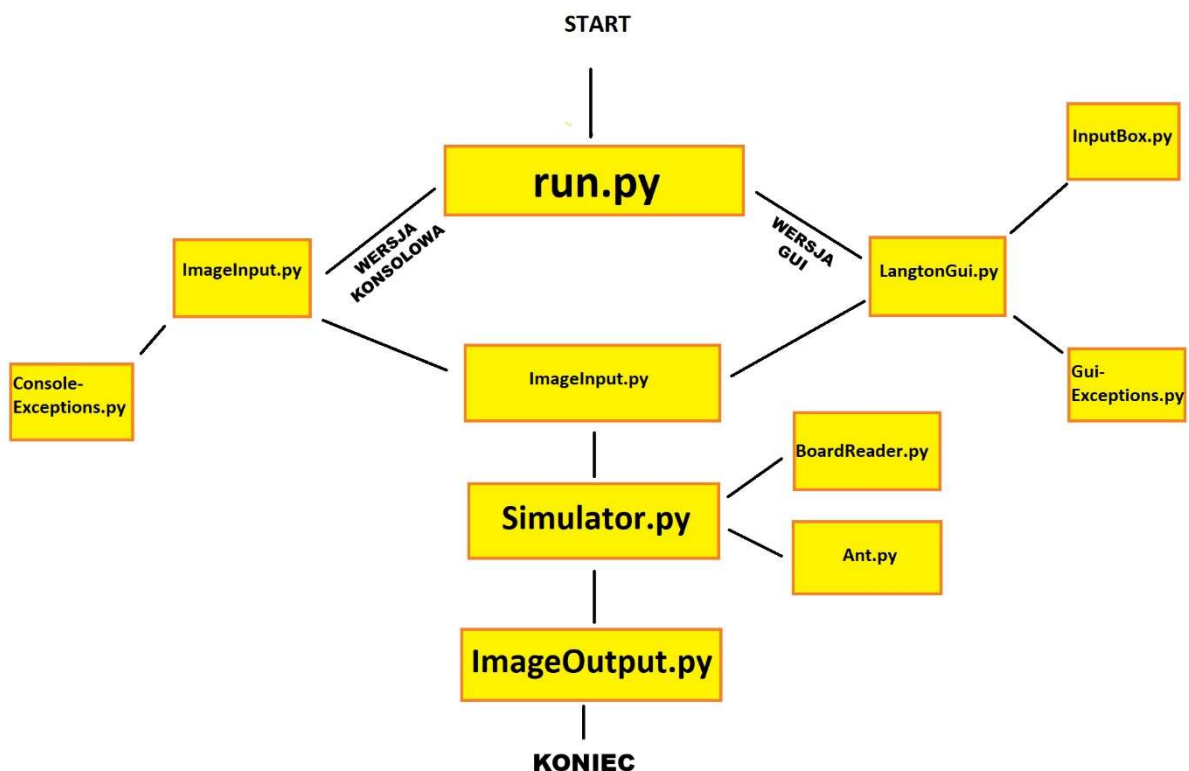 START
run.py
InputBox.py
WERSJA
KONSOLOWA
WERSJA
GUI
ImageInput.py
LangtonGui.py
Console-
Exceptions.py
ImageInput.py
Gui-
Exceptions.py
BoardReader.py
Simulator.py
Ant.py
ImageOutput.py
KONIEC